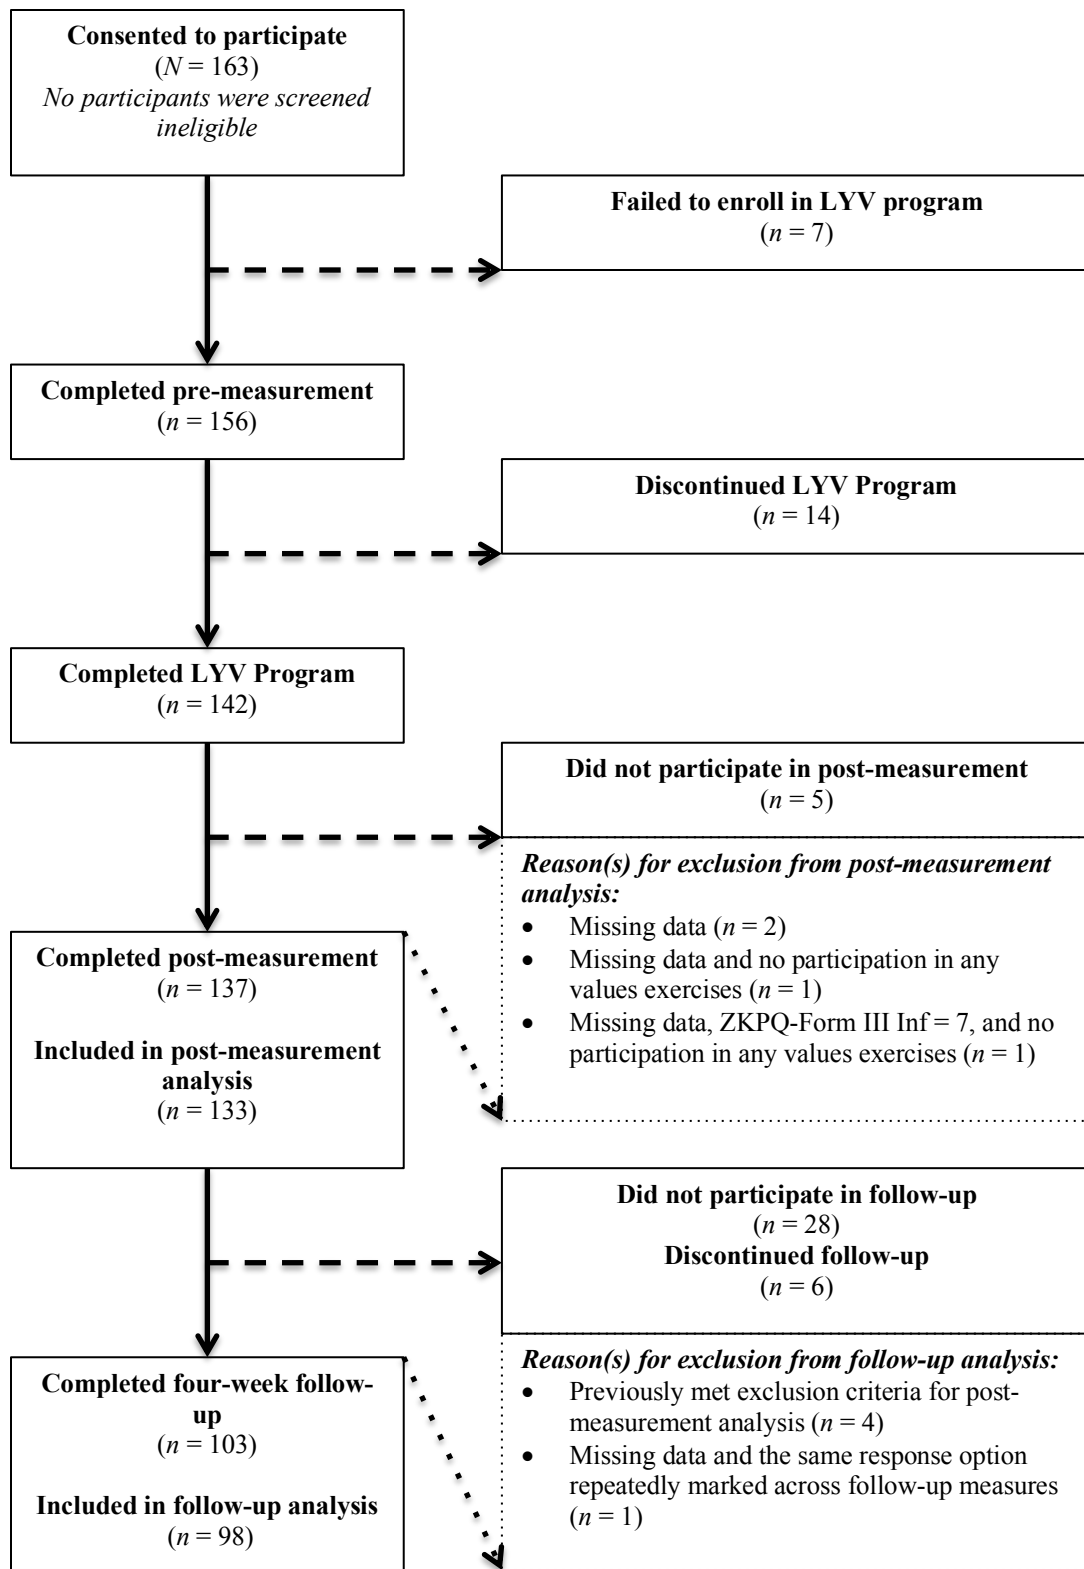 Consented to participate
(N = 163)
No participants were screened
ineligible
Failed to enroll in LYV program
(n = 7)
Completed pre-measurement
(n = 156)
Discontinued LYV Program
(n = 14)
Completed LYV Program
(n = 142)
Did not participate in post-measurement
(n = 5)
Reason(s) for exclusion from post-measurement
analysis:
• Missing data (n = 2)
• Missing data and no participation in any
values exercises (n = 1)
• Missing data, ZKPQ-Form III Inf = 7, and no
participation in any values exercises (n = 1)
Completed post-measurement
(n = 137)
Included in post-measurement
analysis
(n = 133)
Did not participate in follow-up
(n = 28)
Discontinued follow-up
(n = 6)
Reason(s) for exclusion from follow-up analysis:
• Previously met exclusion criteria for post-
measurement analysis (n = 4)
• Missing data and the same response option
repeatedly marked across follow-up measures
(n = 1)
Completed four-week follow-
up
(n = 103)
Included in follow-up analysis
(n = 98)